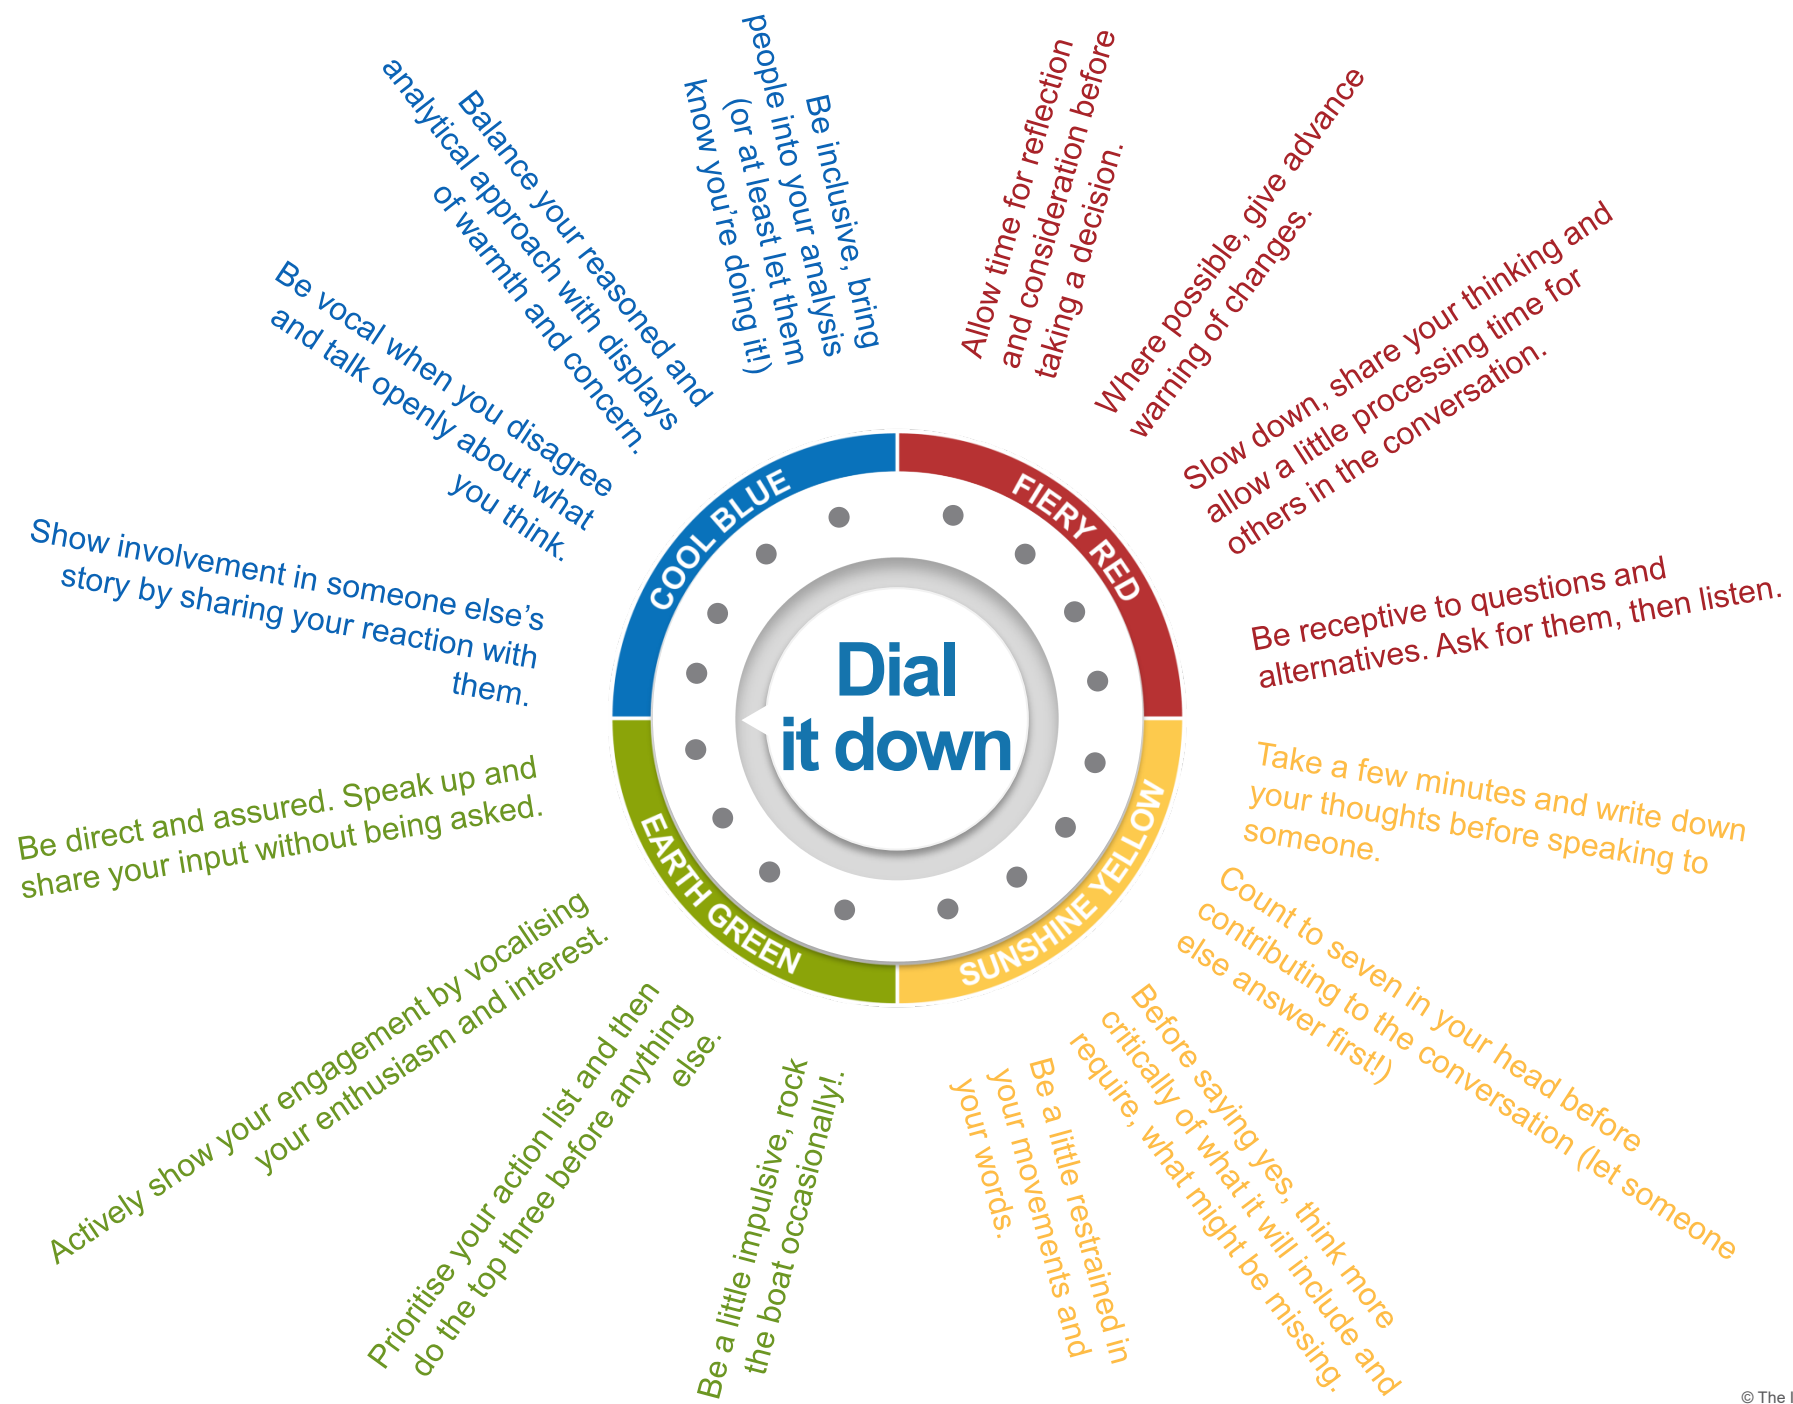 Dial
it down
COOL BLUE
FIERY RED
EARTH GREEN
SUNSHINE YELLOW
Allow time for reflection
and consideration before
taking a decision.
Where possible, give advance
warning of changes.
Slow down, share your thinking and
allow a little processing time for
others in the conversation.
Be receptive to questions and
alternatives. Ask for them, then listen.
Take a few minutes and write down
your thoughts before speaking to
someone.
Count to seven in your head before
contributing to the conversation (let someone
else answer first!)
Before saying yes, think more
critically of what it will include and
require, what might be missing.
Be a little restrained in
your movements and
your words.
Be a little impulsive, rock
the boat occasionally!.
Prioritise your action list and then
do the top three before anything
else.
Actively show your engagement by vocalising
your enthusiasm and interest.
Be direct and assured. Speak up and
share your input without being asked.
Show involvement in someone else's
story by sharing your reaction with
them.
Be vocal when you disagree
and talk openly about what
you think.
Balance your reasoned and
analytical approach with displays
of warmth and concern.
Be inclusive, bring
people into your analysis
(or at least let them
know you're doing it!)
© The I